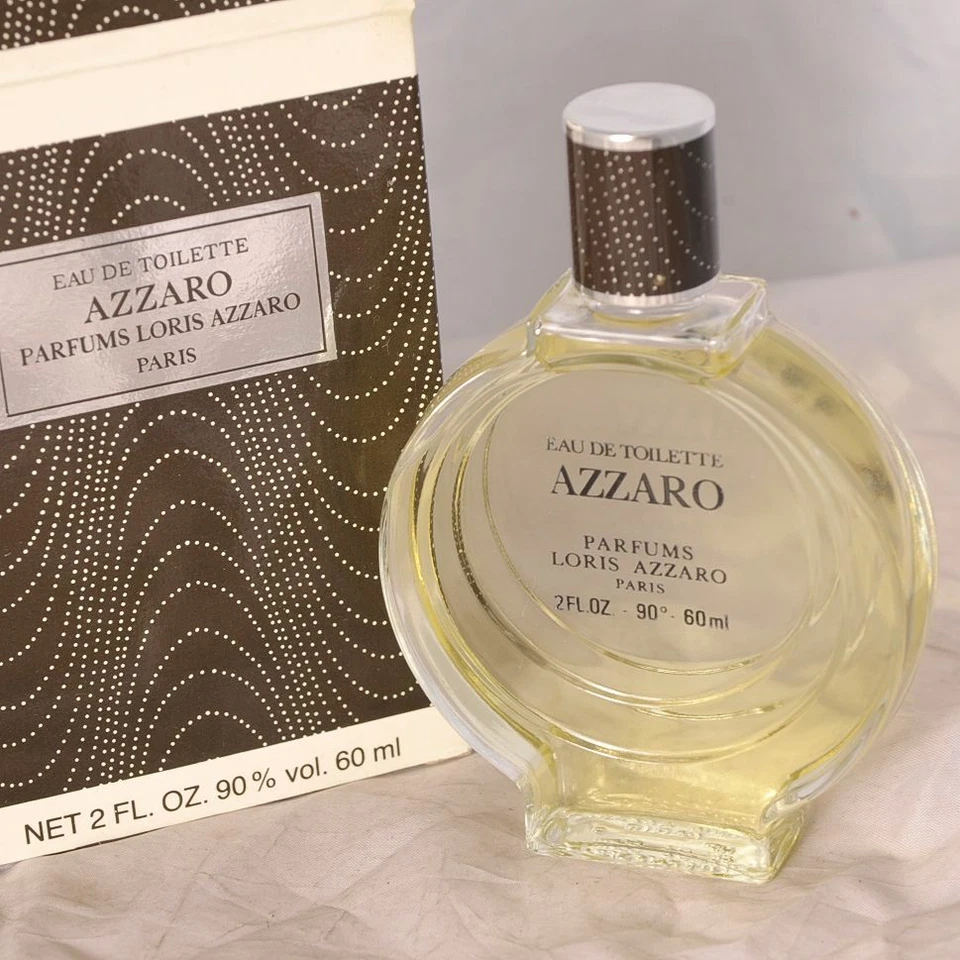 EAU DE TOILETTE
AZZARO
PARFUMS LORIS AZZARO
PARIS
NET 2 FL. OZ. 90% vol. 60 ml
EAU DE TOILETTE
AZZARO
PARFUMS
LORIS AZZARO
PARIS
2FL.OZ. - 90° - 60ml